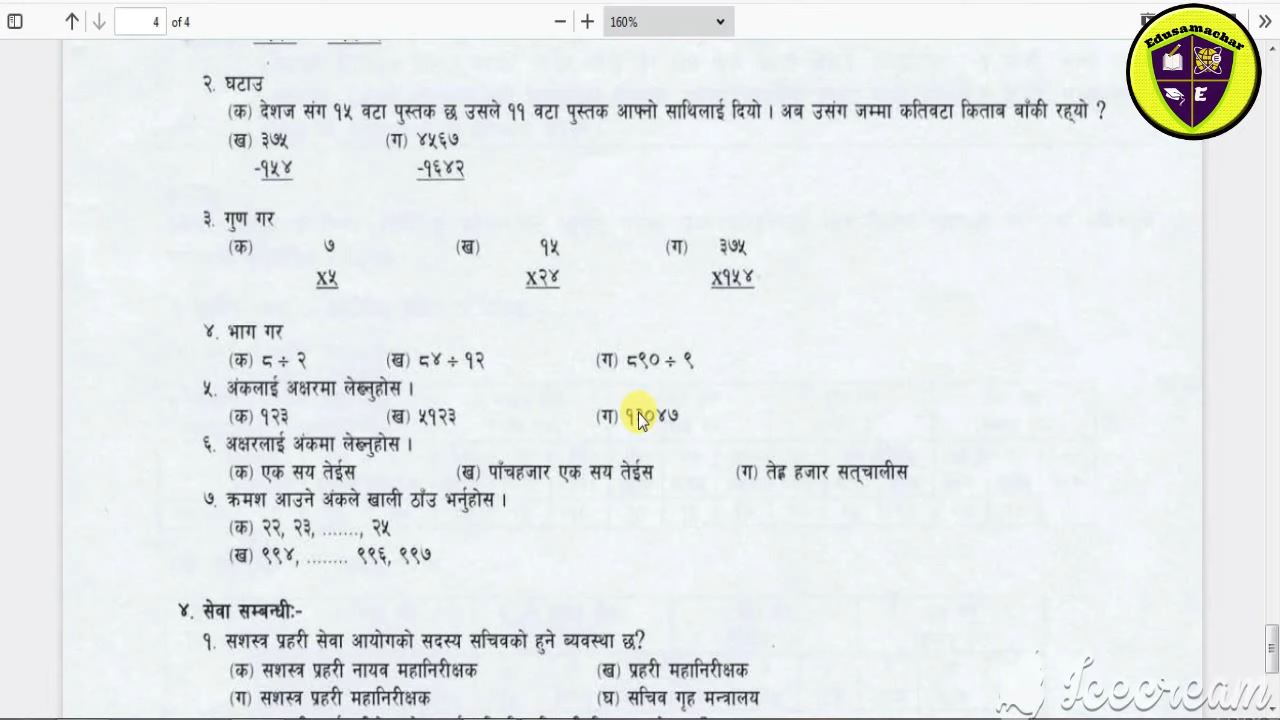 4 of 4
160%
Edusamachar
E
२. घटाउ
(क) देशज संग १५ वटा पुस्तक छ उसले ११ वटा पुस्तक आफ्नो साथिलाई दियो । अब उसंग जम्मा कतिवटा किताब बाँकी रह्यो ?
(ख) ३७५ (ग) ४५६७
-१५४ -१६४२
३. गुण गर
(क) ७ (ख) १५ (ग) ३७५
X५ X२४ X१५४
४. भाग गर
(क) ८ ÷ २ (ख) ८४ ÷ १२ (ग) ८९० ÷ ९
५. अंकलाई अक्षरमा लेख्नुहोस ।
(क) १२३ (ख) ५१२३ (ग) १३०४७
६. अक्षरलाई अंकमा लेख्नुहोस ।
(क) एक सय तेईस (ख) पाँचहजार एक सय तेईस (ग) तेह्र हजार सत्चालीस
७. क्रमश आउने अंकले खाली ठाँउ भर्नुहोस ।
(क) २२, २३, ......., २५
(ख) ९९४, ........ ९९६, ९९७
४. सेवा सम्बन्धी:-
१. सशस्त्र प्रहरी सेवा आयोगको सदस्य सचिवको हुने व्यवस्था छ?
(क) सशस्त्र प्रहरी नायव महानिरीक्षक (ख) प्रहरी महानिरीक्षक
(ग) सशस्त्र प्रहरी महानिरीक्षक (घ) सचिव गृह मन्त्रालय
Icecream